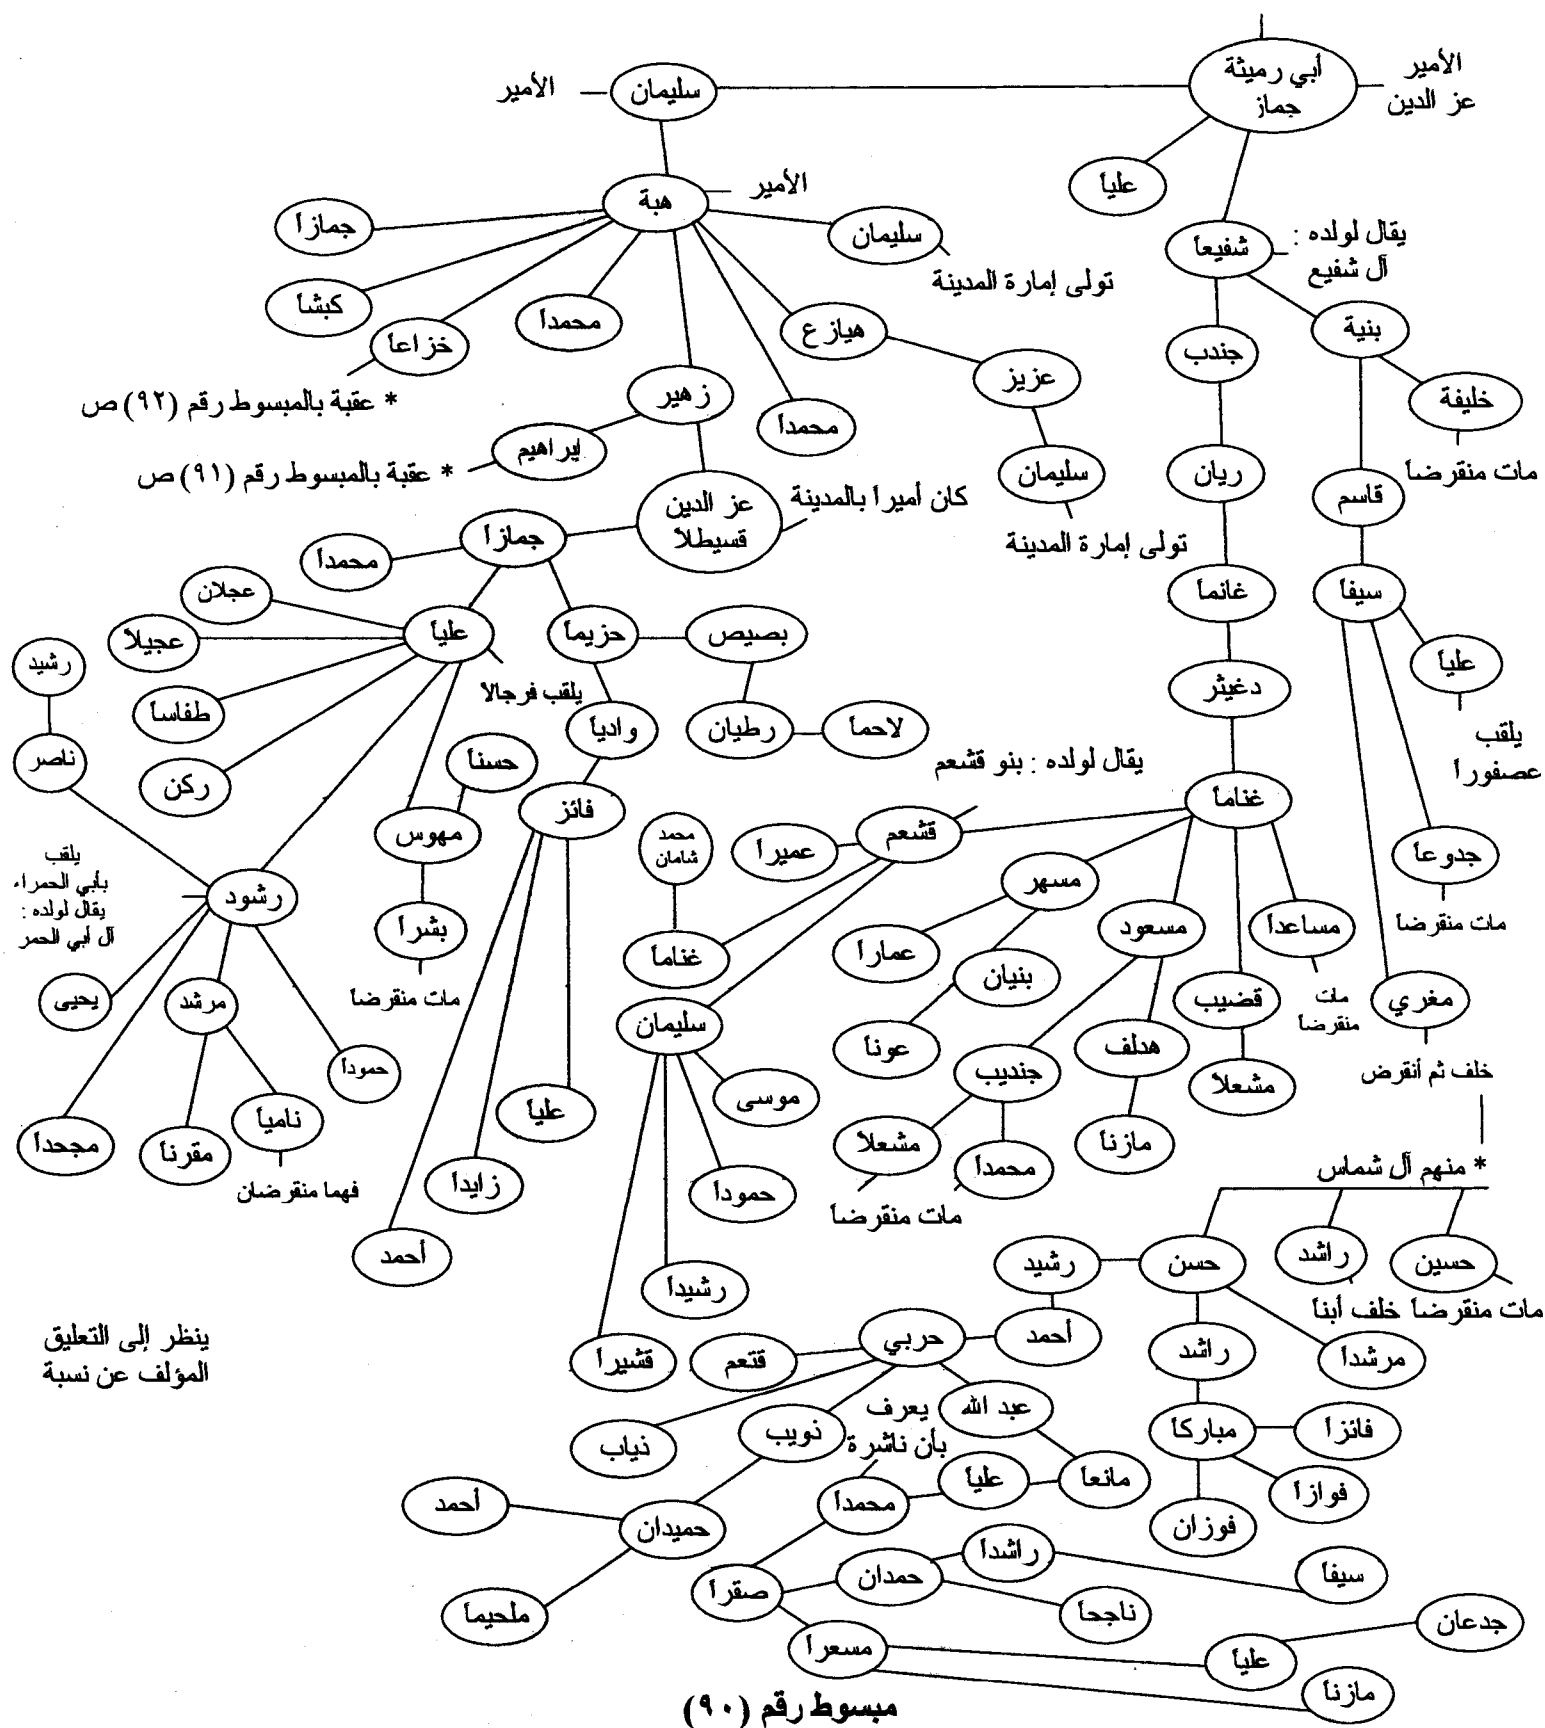 أبي رميثة
جماز
الأمير
عز الدين
سليمان
الأمير
علياً
هبة
الأمير
جمازاً
سليمان
تولى إمارة المدينة
شفيعاً
يقال لولده :
آل شفيع
كبشاً
خزاعاً
محمداً
هيازع
جندب
بنية
* عقبة بالمبسوط رقم (٩٢) ص
زهير
محمداً
عزيز
خليفة
مات منقرضاً
إبراهيم
* عقبة بالمبسوط رقم (٩١) ص
سليمان
تولى إمارة المدينة
ريان
قاسم
عز الدين
قسيطلاً
كان أميراً بالمدينة
جمازاً
محمداً
عجلان
علياً
يلقب فرجالا
حزيماً
بصيص
غانماً
سيفاً
رشيد
عجيلاً
طفاساً
وادياً
رطيان
لاحماً
دغيثر
علياً
يلقب
عصفوراً
ناصر
ركن
حسناً
مهوس
فائز
محمد
شامان
عميراً
قشعم
يقال لولده : بنو قشعم
غناماً
جدوعاً
مات منقرضاً
يلقب
بأبي الحمراء
يقال لولده :
آل أبي الحمر
رشود
بشراً
مات منقرضاً
غناماً
مسهر
عماراً
بنيان
عوناً
مسعود
مساعداً
مات
منقرضاً
قضيب
مشعلاً
مغري
خلف ثم أنقرض
يحيى
مرشد
حموداً
سليمان
جنديب
هدلف
مازناً
مجحداً
مقرناً
نامياً
فهما منقرضان
علياً
زايداً
أحمد
موسى
حموداً
رشيداً
قشيراً
مشعلاً
محمداً
مات منقرضاً
* منهم آل شماس
رشيد
حسن
راشد
حسين
مات منقرضاً خلف أبناً
ينظر إلى التعليق
المؤلف عن نسبة
قتعم
حربي
أحمد
راشد
مرشداً
ذياب
ذويب
يعرف
بأن ناشرة
عبد الله
مباركاً
فائزاً
أحمد
حميدان
محمداً
علياً
مانعاً
فوازاً
فوزان
ملحيماً
صقراً
حمدان
راشداً
سيفاً
ناجحاً
مسعراً
علياً
جدعان
مازناً
مبسوط رقم (٩٠)